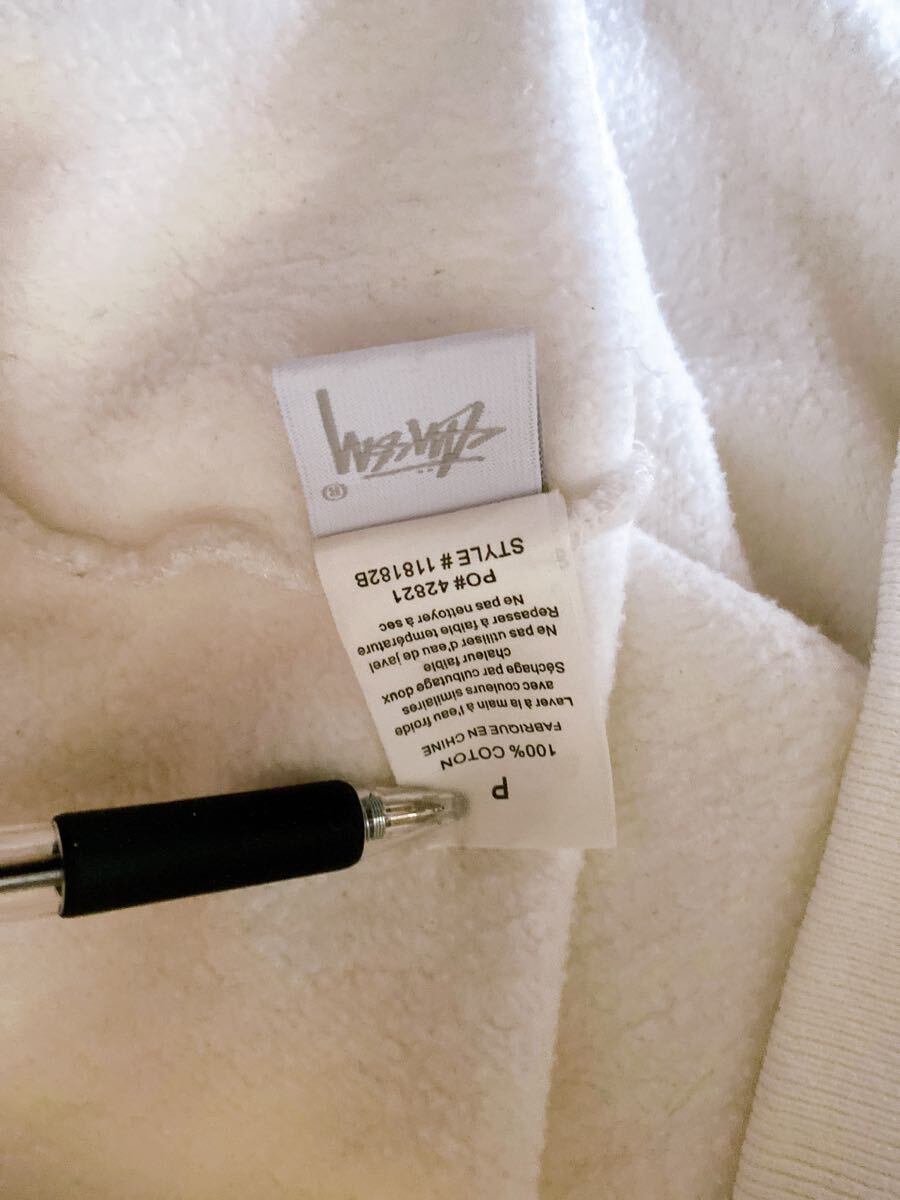 Stüssy
®
P
100% COTON
FABRIQUE EN CHINE
Laver à la main à l'eau froide
avec couleurs similaires
Séchage par culbutage doux
chaleur faible
Ne pas utiliser d'eau de javel
Repasser à faible température
Ne pas nettoyer à sec
PO# 42821
STYLE # 118182B